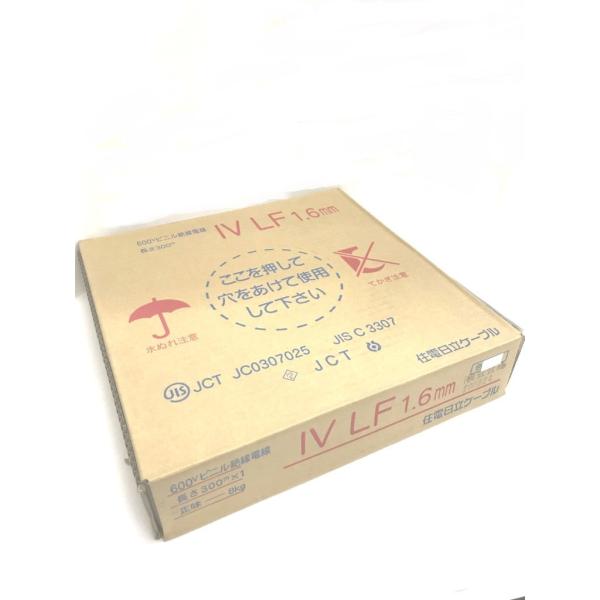 600Vビニル絶縁電線
長さ300m
IV LF 1.6mm
ここを押して
穴をあけて使用
して下さい
水ぬれ注意
てかぎ注意
JIS JCT JC0307025 JIS C 3307
JCT
住電日立ケーブル
600Vビニル絶縁電線
長さ300m×1
正味 8kg
IV LF 1.6mm
住電日立ケーブル